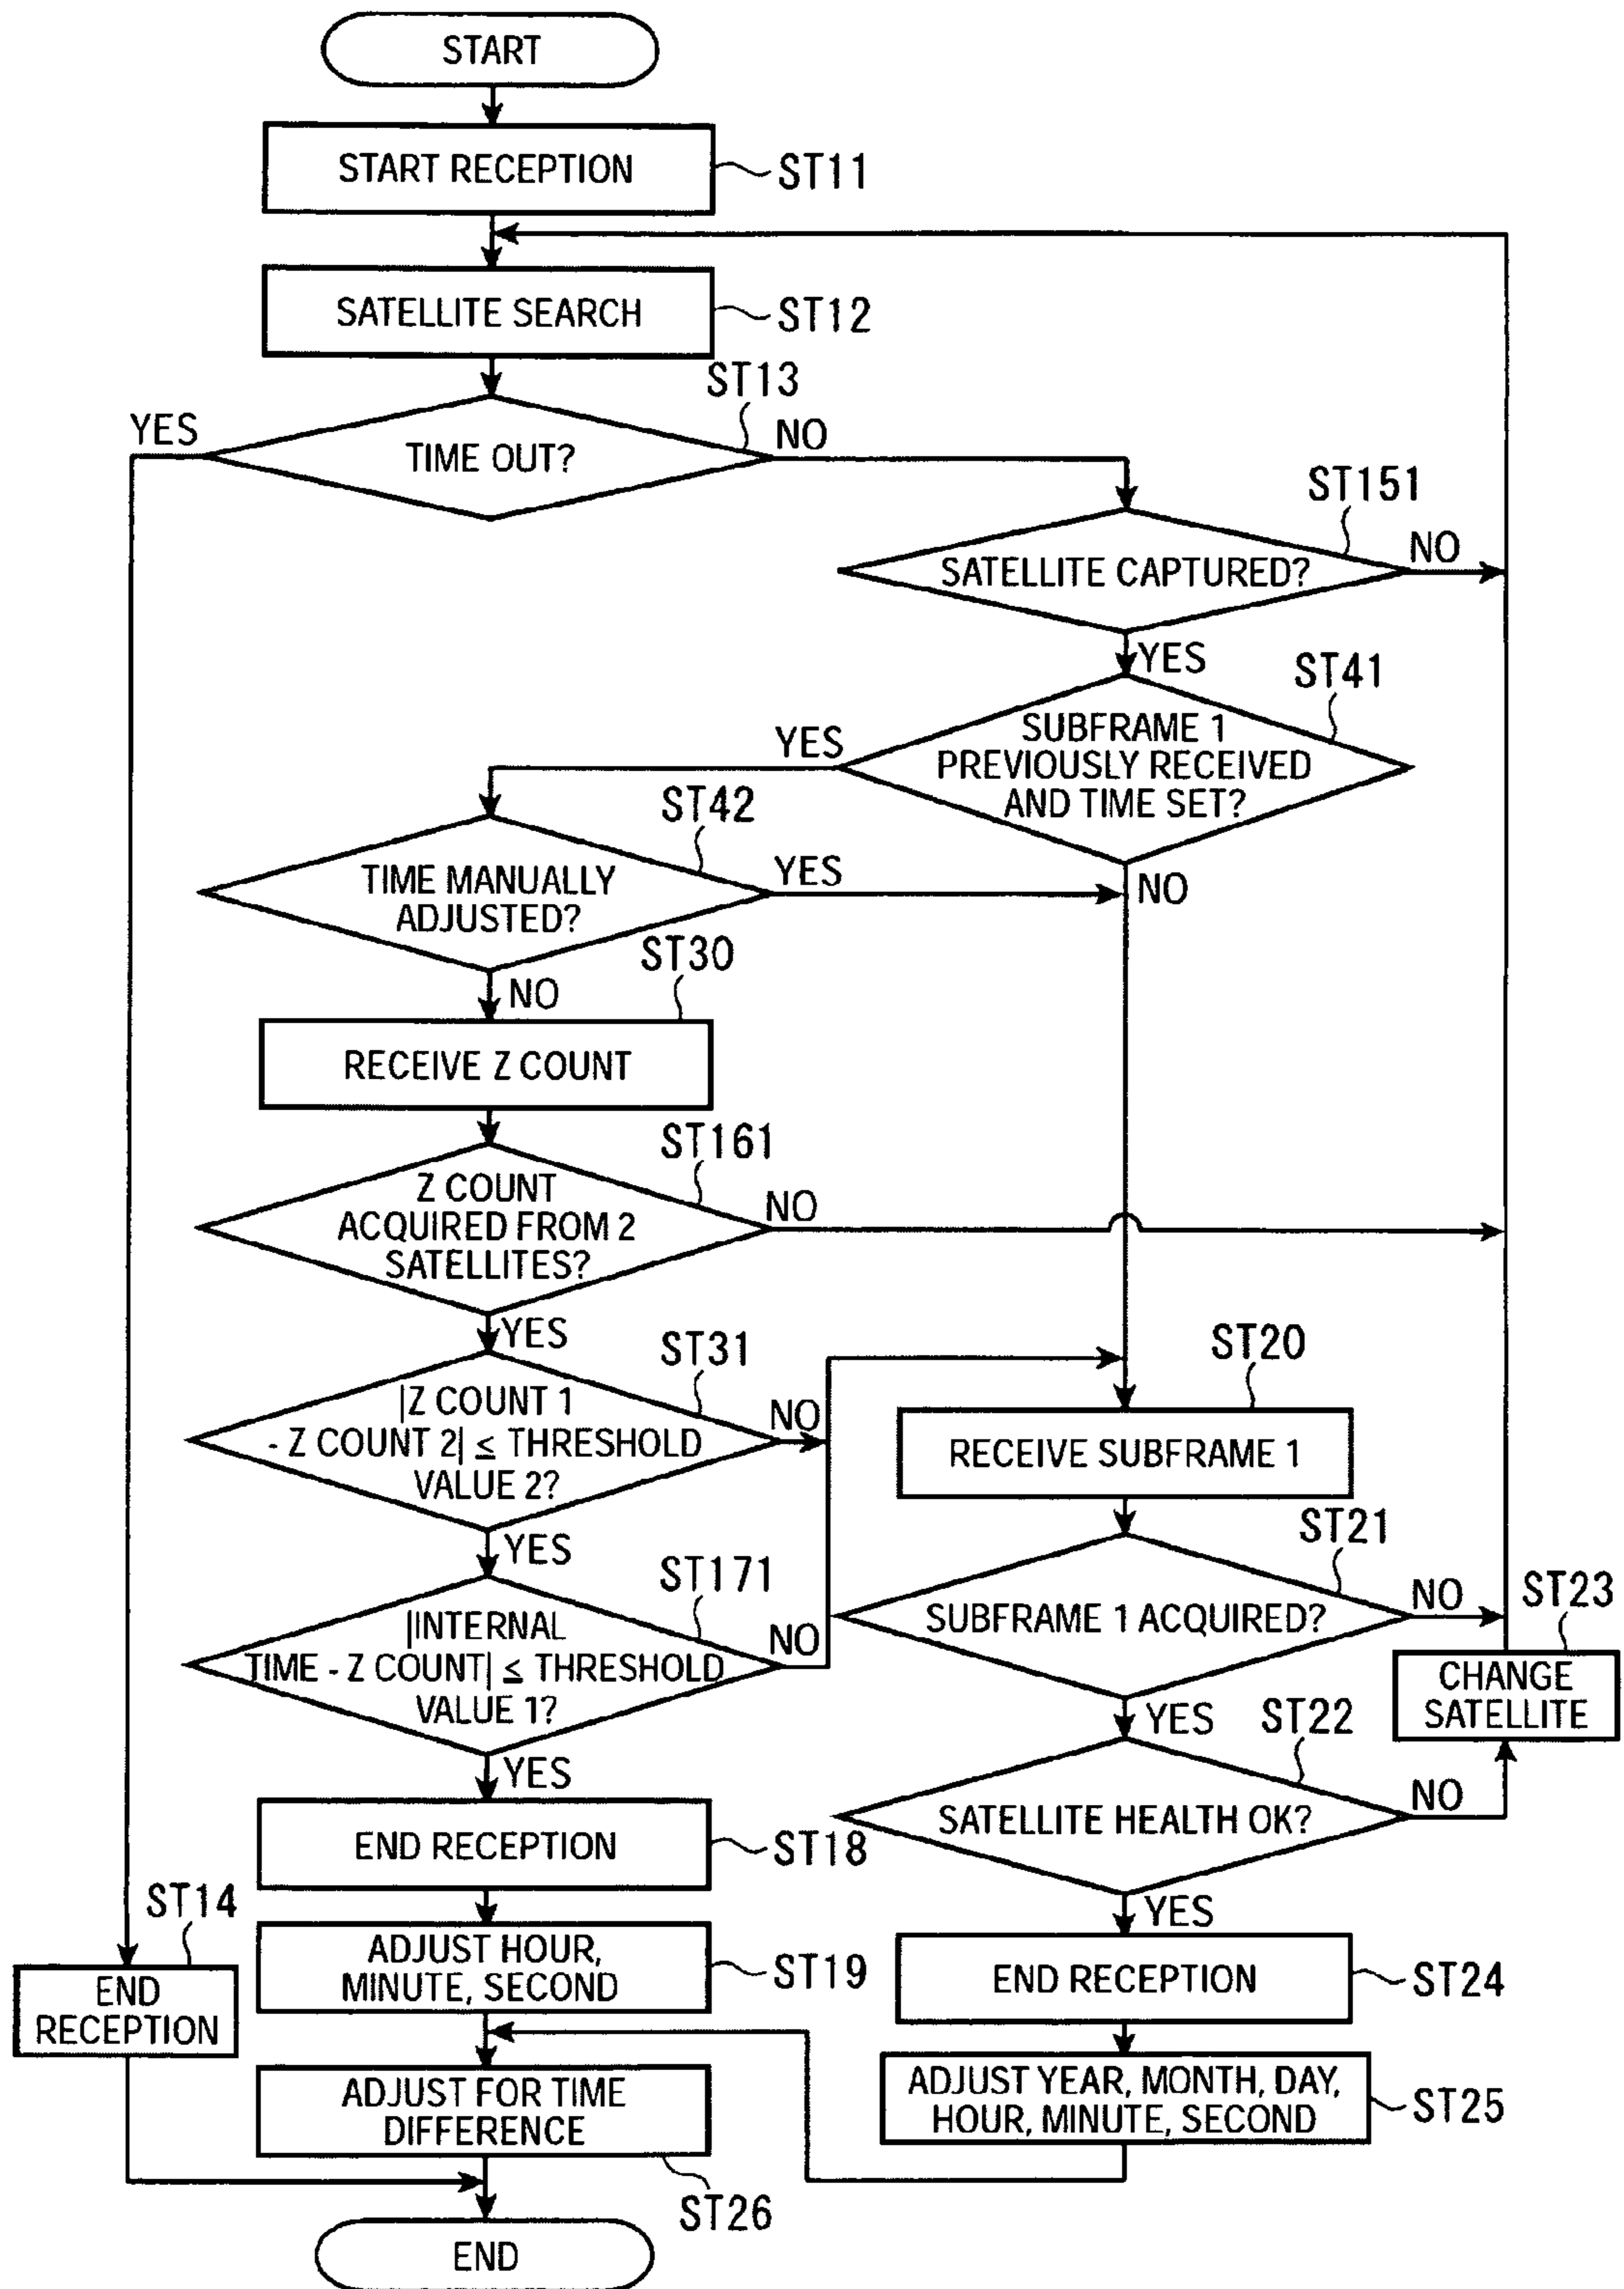 START
START RECEPTION
ST11
SATELLITE SEARCH
ST12
ST13
YES
TIME OUT?
NO
ST151
SATELLITE CAPTURED?
NO
YES
ST41
SUBFRAME 1
PREVIOUSLY RECEIVED
AND TIME SET?
YES
NO
ST42
TIME MANUALLY
ADJUSTED?
YES
NO
ST30
RECEIVE Z COUNT
ST161
Z COUNT
ACQUIRED FROM 2
SATELLITES?
NO
YES
ST31
|Z COUNT 1
- Z COUNT 2| ≤ THRESHOLD
VALUE 2?
NO
YES
ST171
|INTERNAL
TIME - Z COUNT| ≤ THRESHOLD
VALUE 1?
NO
YES
END RECEPTION
ST18
ADJUST HOUR,
MINUTE, SECOND
ST19
ST14
END
RECEPTION
ADJUST FOR TIME
DIFFERENCE
ST26
END
ST20
RECEIVE SUBFRAME 1
ST21
SUBFRAME 1 ACQUIRED?
NO
YES
ST23
CHANGE
SATELLITE
ST22
SATELLITE HEALTH OK?
NO
YES
END RECEPTION
ST24
ADJUST YEAR, MONTH, DAY,
HOUR, MINUTE, SECOND
ST25